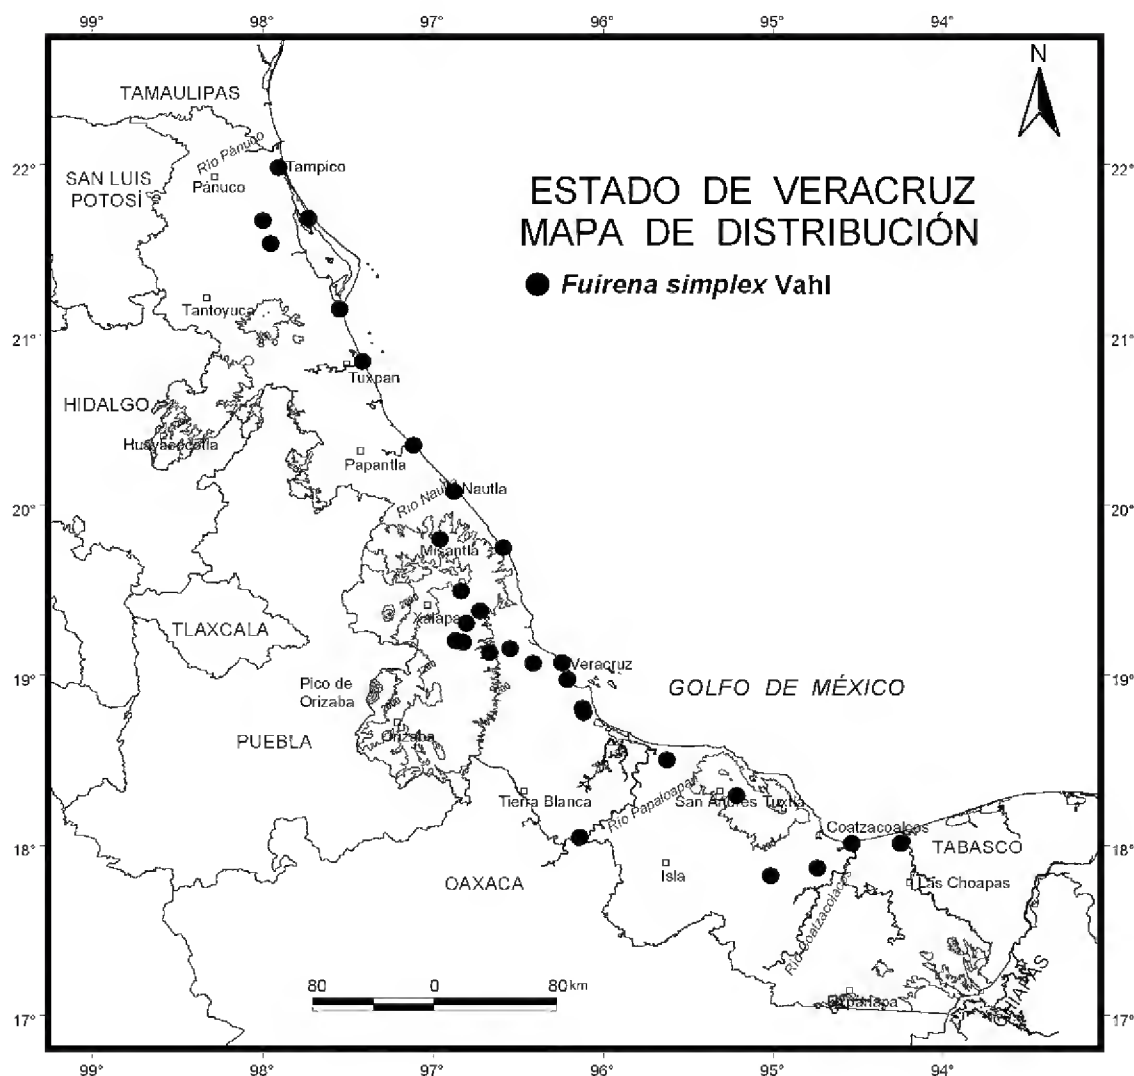 99° 98° 97° 96° 95° 94°
N
TAMAULIPAS
Río Pánuco
22° Tampico 22°
SAN LUIS
POTOSÍ
Pánuco
ESTADO DE VERACRUZ
MAPA DE DISTRIBUCIÓN
Fuirena simplex Vahl
Tantoyuca
21° 21°
Tuxpan
HIDALGO
Huayacocotla
Papantla
Río Nautla
Nautla
20° 20°
Misantla
Xalapa
TLAXCALA
Veracruz
19° 19°
Pico de
Orizaba
GOLFO DE MÉXICO
PUEBLA
Orizaba
Tierra Blanca
Río Papaloapan
San Andrés Tuxtla
Coatzacoalcos
18° 18°
TABASCO
OAXACA
Isla
Las Choapas
Río Coatzacoalcos
CHIAPAS
80 0 80 km
Uxpanapa
17° 17°
99° 98° 97° 96° 95° 94°